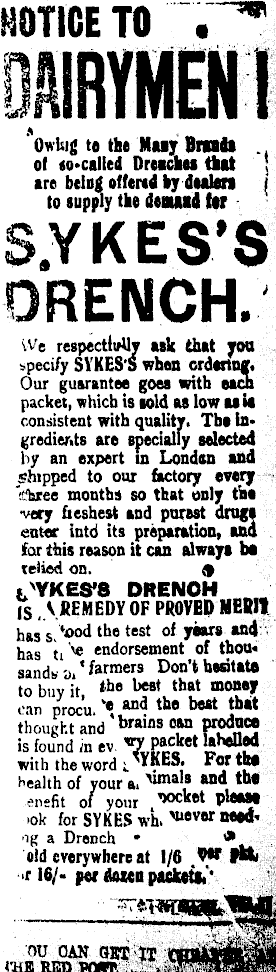 NOTICE TO
DAIRYMEN!
Owing to the Many Brands
of so-called Drenches that
are being offered by dealers
to supply the demand for
SYKES'S
DRENCH.
We respectfully ask that you
specify SYKES'S when ordering.
Our guarantee goes with each
packet, which is sold as low as is
consistent with quality. The in-
gredients are specially selected
by an expert in London and
shipped to our factory every
three months so that only the
very freshest and purest drugs
enter into its preparation, and
for this reason it can always be
relied on.
SYKES'S DRENCH
IS A REMEDY OF PROVED MERIT
has stood the test of years and
has the endorsement of thou-
sands of farmers Don't hesitate
to buy it, the best that money
can procure and the best that
thought and brains can produce
is found in every packet labelled
with the word SYKES. For the
health of your animals and the
benefit of your pocket please
look for SYKES whenever need-
ing a Drench
Sold everywhere at 1/6 per pkt,
or 16/- per dozen packets.
YOU CAN GET IT CHEAPER
THE RED POST